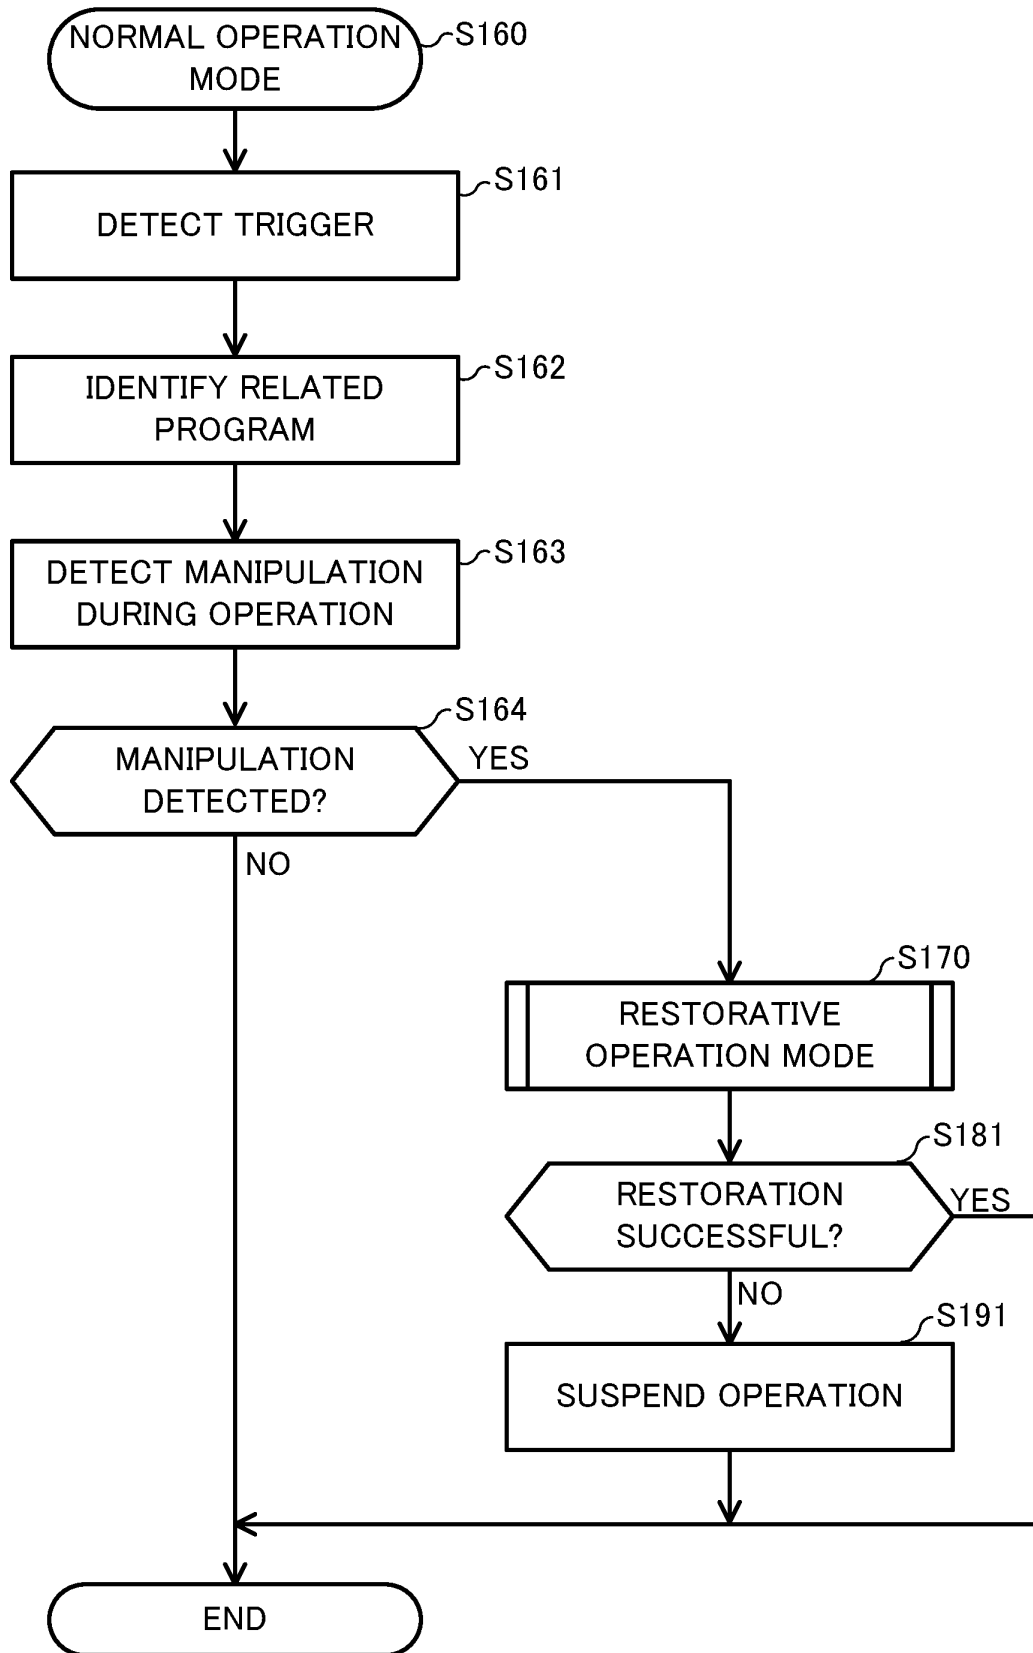 NORMAL OPERATION
MODE
S160
S161
DETECT TRIGGER
S162
IDENTIFY RELATED
PROGRAM
S163
DETECT MANIPULATION
DURING OPERATION
S164
MANIPULATION
DETECTED?
YES
NO
S170
RESTORATIVE
OPERATION MODE
S181
RESTORATION
SUCCESSFUL?
YES
NO
S191
SUSPEND OPERATION
END